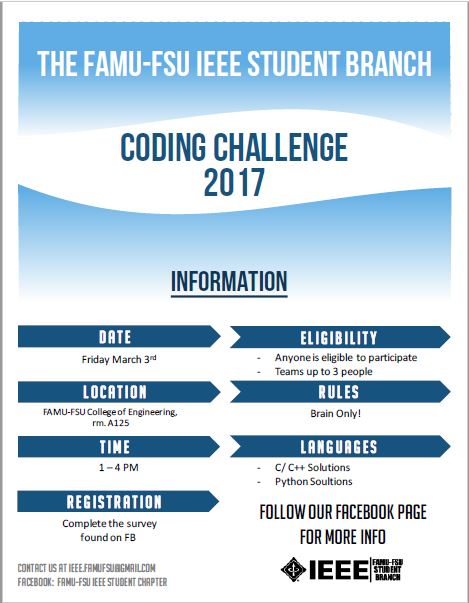 THE FAMU-FSU IEEE STUDENT BRANCH
CODING CHALLENGE
2017
INFORMATION
DATE
Friday March 3rd
LOCATION
FAMU-FSU College of Engineering,
rm. A125
TIME
1 – 4 PM
REGISTRATION
Complete the survey
found on FB
ELIGIBILITY
- Anyone is eligible to participate
- Teams up to 3 people
RULES
Brain Only!
LANGUAGES
- C/ C++ Solutions
- Python Soultions
FOLLOW OUR FACEBOOK PAGE
FOR MORE INFO
CONTACT US AT IEEE.FAMUFSU@GMAIL.COM
FACEBOOK: FAMU-FSU IEEE STUDENT CHAPTER
IEEE
FAMU-FSU
STUDENT
BRANCH